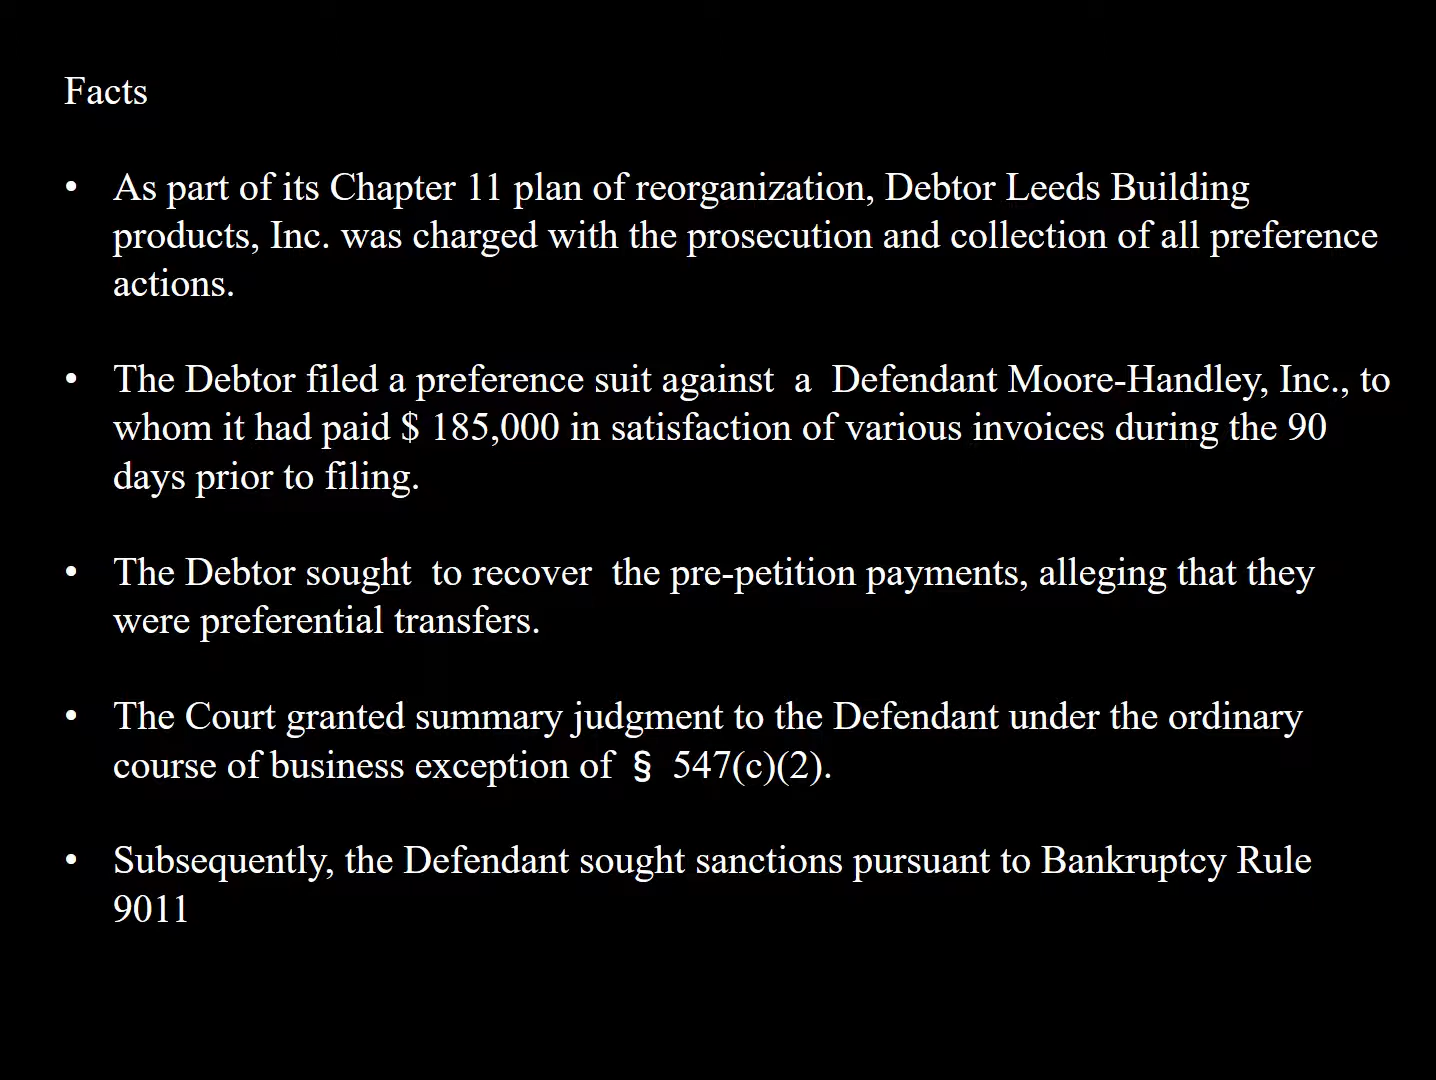 Facts
• As part of its Chapter 11 plan of reorganization, Debtor Leeds Building
products, Inc. was charged with the prosecution and collection of all preference
actions.
• The Debtor filed a preference suit against  a  Defendant Moore-Handley, Inc., to
whom it had paid $ 185,000 in satisfaction of various invoices during the 90
days prior to filing.
• The Debtor sought  to recover  the pre-petition payments, alleging that they
were preferential transfers.
• The Court granted summary judgment to the Defendant under the ordinary
course of business exception of  §  547(c)(2).
• Subsequently, the Defendant sought sanctions pursuant to Bankruptcy Rule
9011